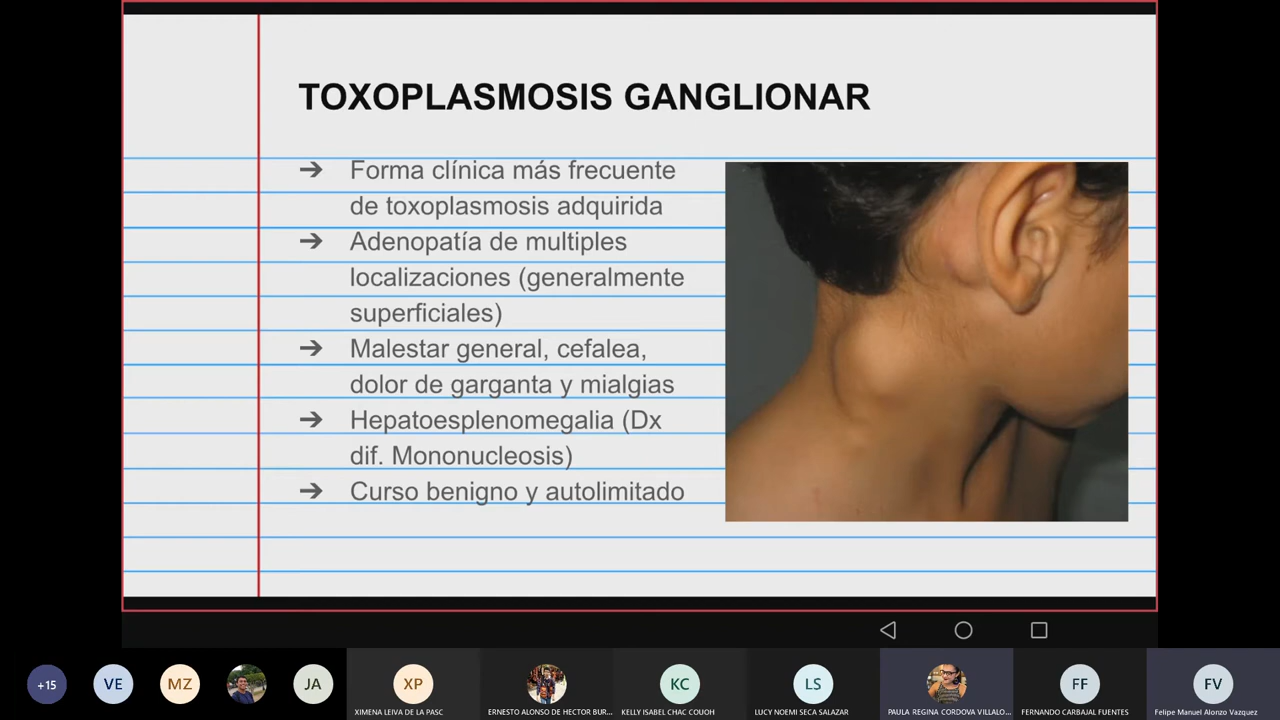 TOXOPLASMOSIS GANGLIONAR
➔ Forma clínica más frecuente
de toxoplasmosis adquirida
➔ Adenopatía de multiples
localizaciones (generalmente
superficiales)
➔ Malestar general, cefalea,
dolor de garganta y mialgias
➔ Hepatoesplenomegalia (Dx
dif. Mononucleosis)
➔ Curso benigno y autolimitado
+15
VE
MZ
JA
XP
KC
LS
FF
FV
XIMENA LEIVA DE LA PASC
ERNESTO ALONSO DE HECTOR BUR...
KELLY ISABEL CHAC COUOH
LUCY NOEMI SECA SALAZAR
PAULA REGINA CORDOVA VILLALO...
FERNANDO CARBAJAL FUENTES
Felipe Manuel Alonzo Vazquez